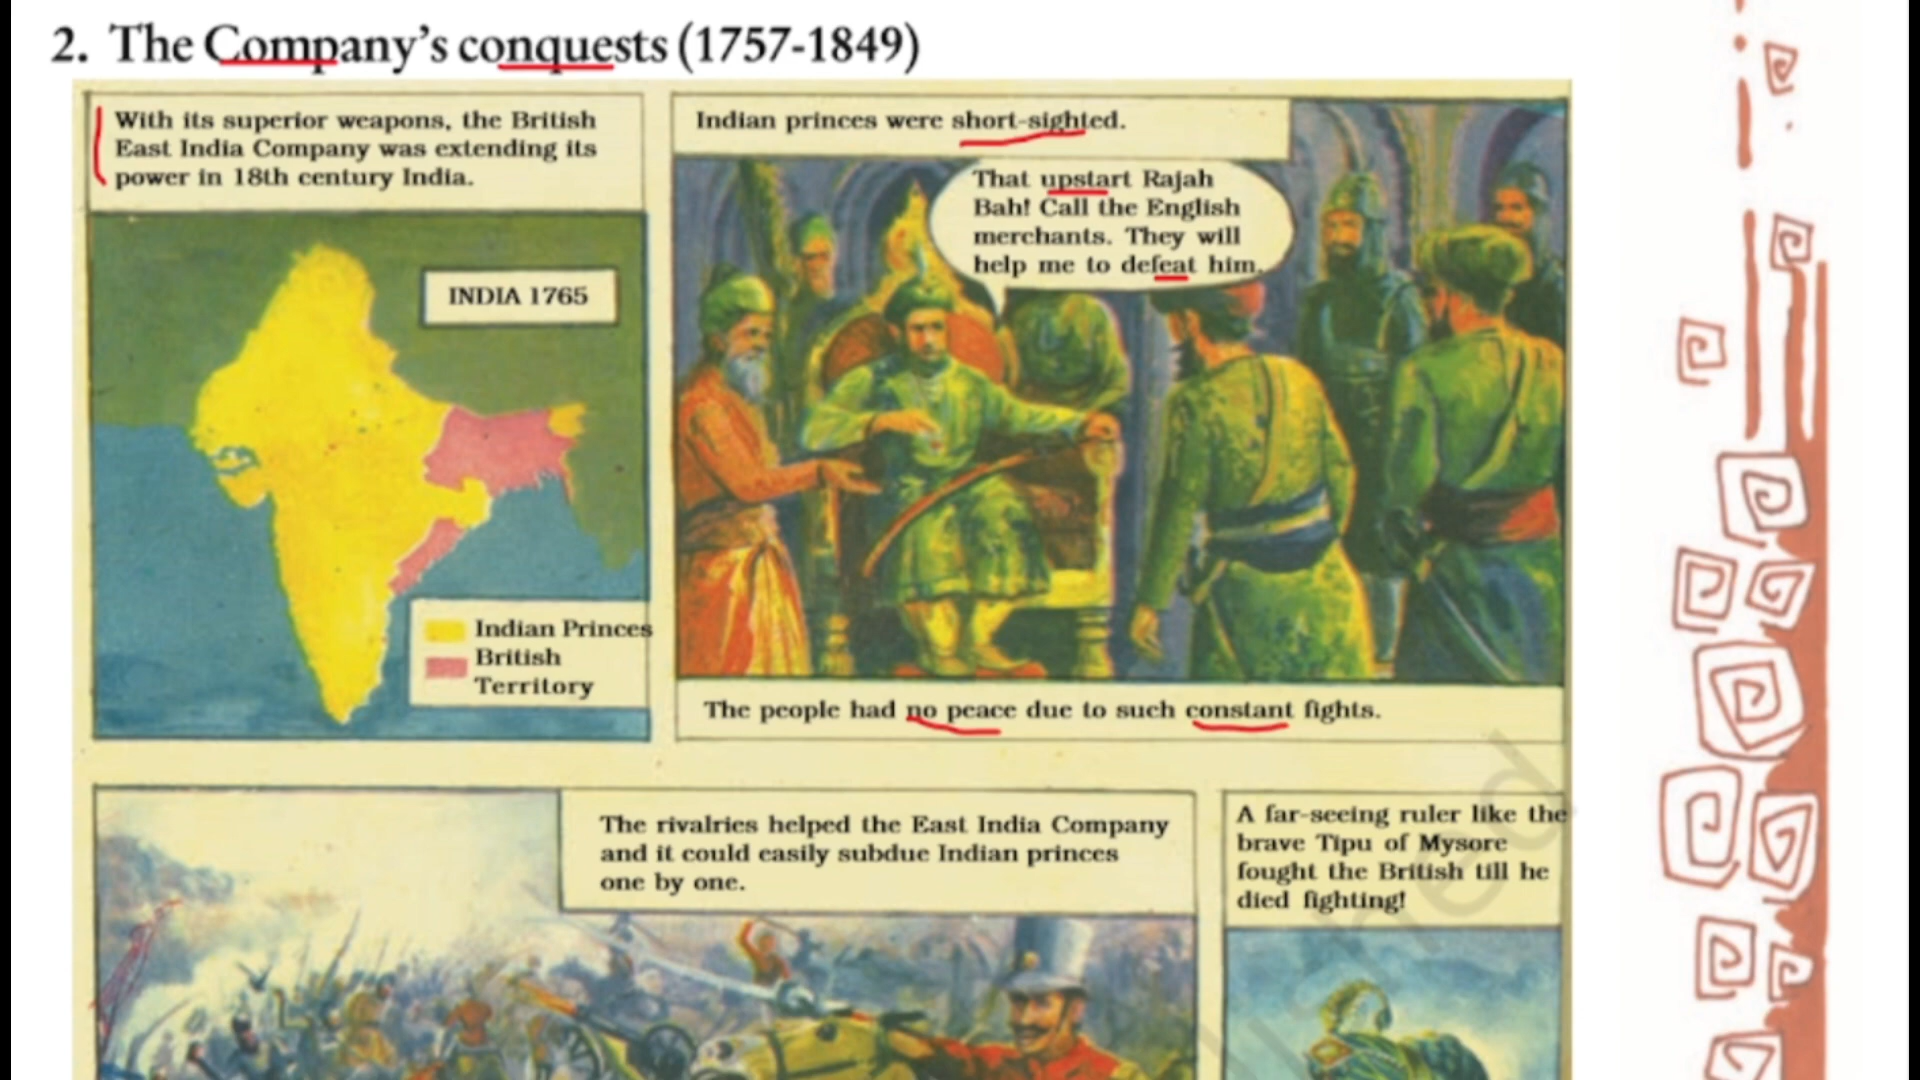 2. The Company's conquests (1757-1849)
With its superior weapons, the British
East India Company was extending its
power in 18th century India.
INDIA 1765
Indian Princes
British
Territory
Indian princes were short-sighted.
That upstart Rajah
Bah! Call the English
merchants. They will
help me to defeat him.
The people had no peace due to such constant fights.
The rivalries helped the East India Company
and it could easily subdue Indian princes
one by one.
A far-seeing ruler like the
brave Tipu of Mysore
fought the British till he
died fighting!